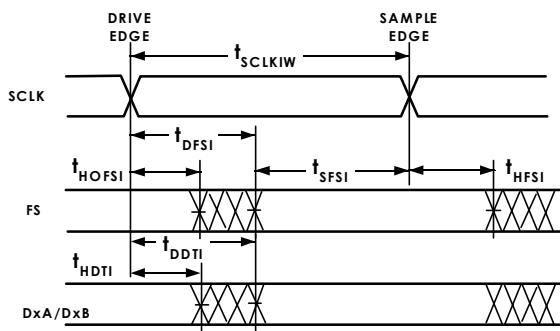 DRIVE
EDGE
SAMPLE
EDGE
tSCLKIW
SCLK
tDFSI
tHOFSI
tSFSI
tHFSI
FS
tDDTI
tHDTI
DxA/DxB